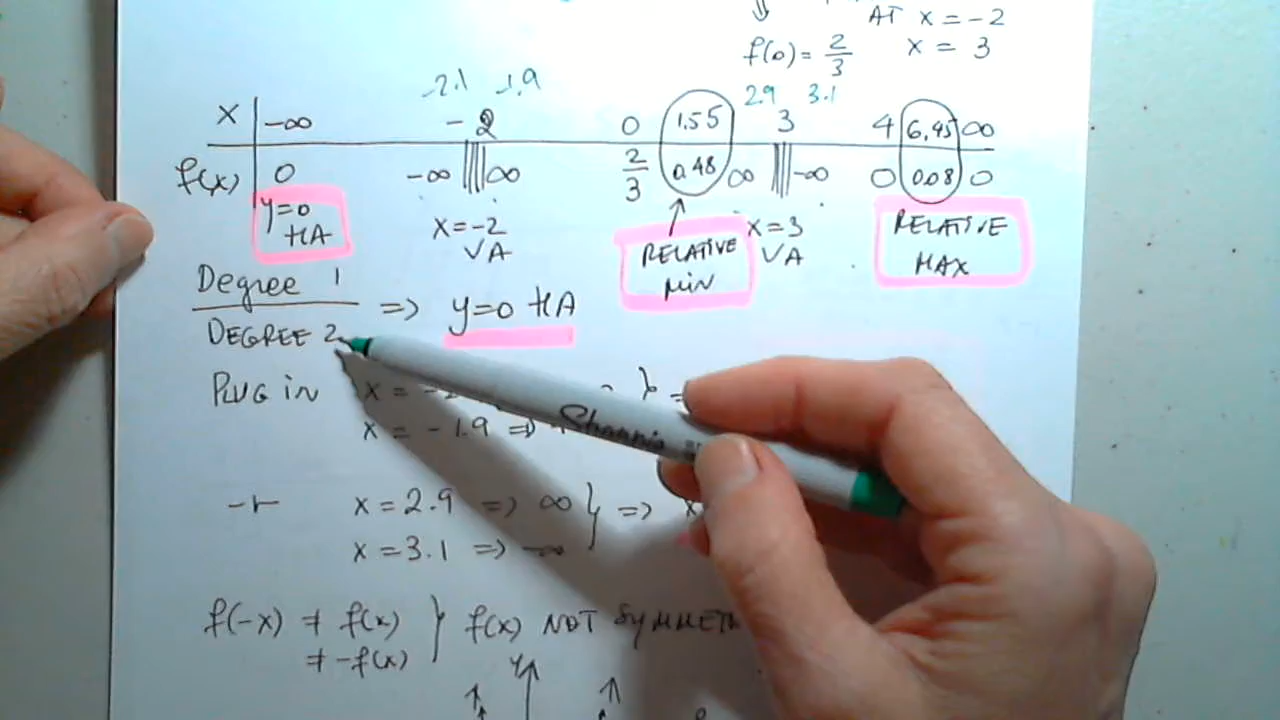 AT x = -2
f(0) = 2/3 x = 3
-2.1 -1.9 2.9 3.1
X -∞ -2 0 1.55 3 4 6.45 ∞
f(x) 0 -∞ ∞ 2/3 0.48 ∞ -∞ 0 0.08 0
y=0 HA x=-2 VA RELATIVE MIN x=3 VA RELATIVE MAX
Degree 1
DEGREE 2 => y=0 HA
PLUG in x = } =
x = -1.9 =>
x = 2.9 => ∞ } =>
x = 3.1 => -∞
f(-x) ≠ f(x) } f(x) NOT
≠ -f(x)
y